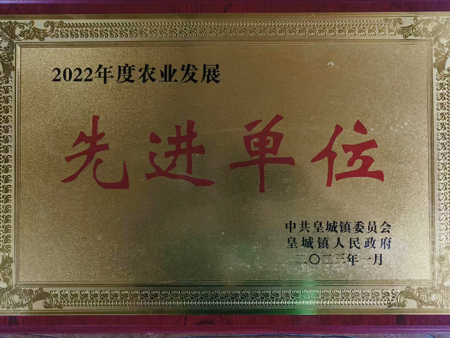 2022年度农业发展
先进单位
中共皇城镇委员会
皇城镇人民政府
二〇二三年一月